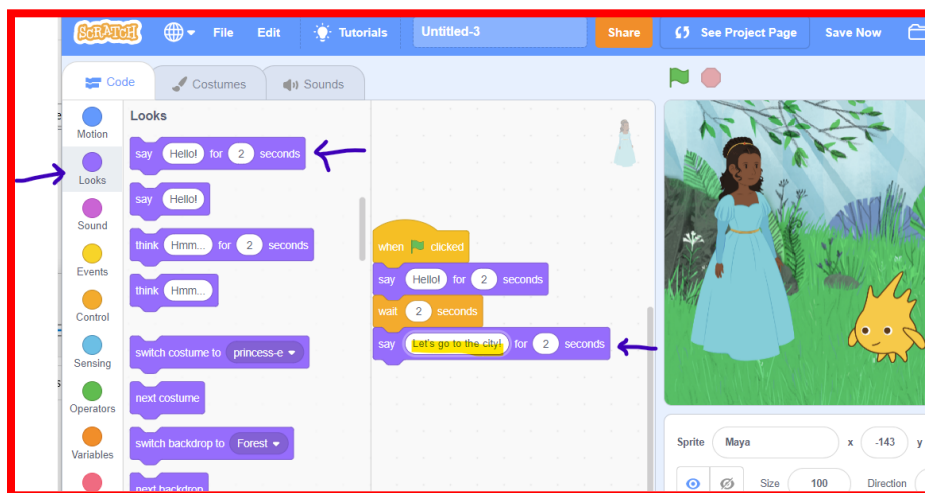 SCRATCH File Edit Tutorials Untitled-3 Share See Project Page Save Now
Code Costumes Sounds
Motion
Looks
Sound
Events
Control
Sensing
Operators
Variables
Looks
say Hello! for 2 seconds
say Hello!
think Hmm... for 2 seconds
think Hmm...
switch costume to princess-e
next costume
switch backdrop to Forest
next backdrop
when clicked
say Hello! for 2 seconds
wait 2 seconds
say Let's go to the city! for 2 seconds
Sprite Maya x -143 y
Size 100 Direction